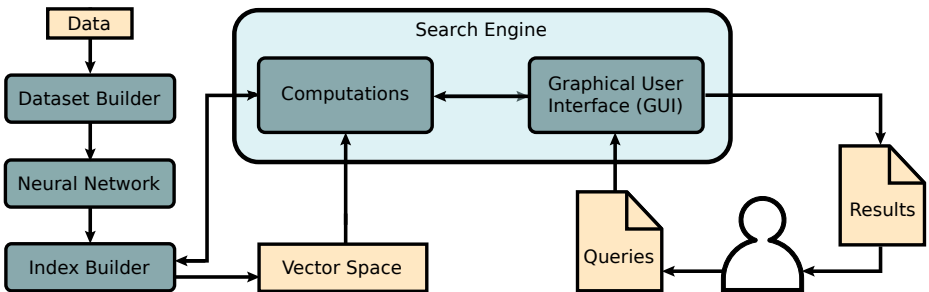 Data
Search Engine
Dataset Builder
Computations
Graphical User
Interface (GUI)
Neural Network
Results
Index Builder
Vector Space
Queries